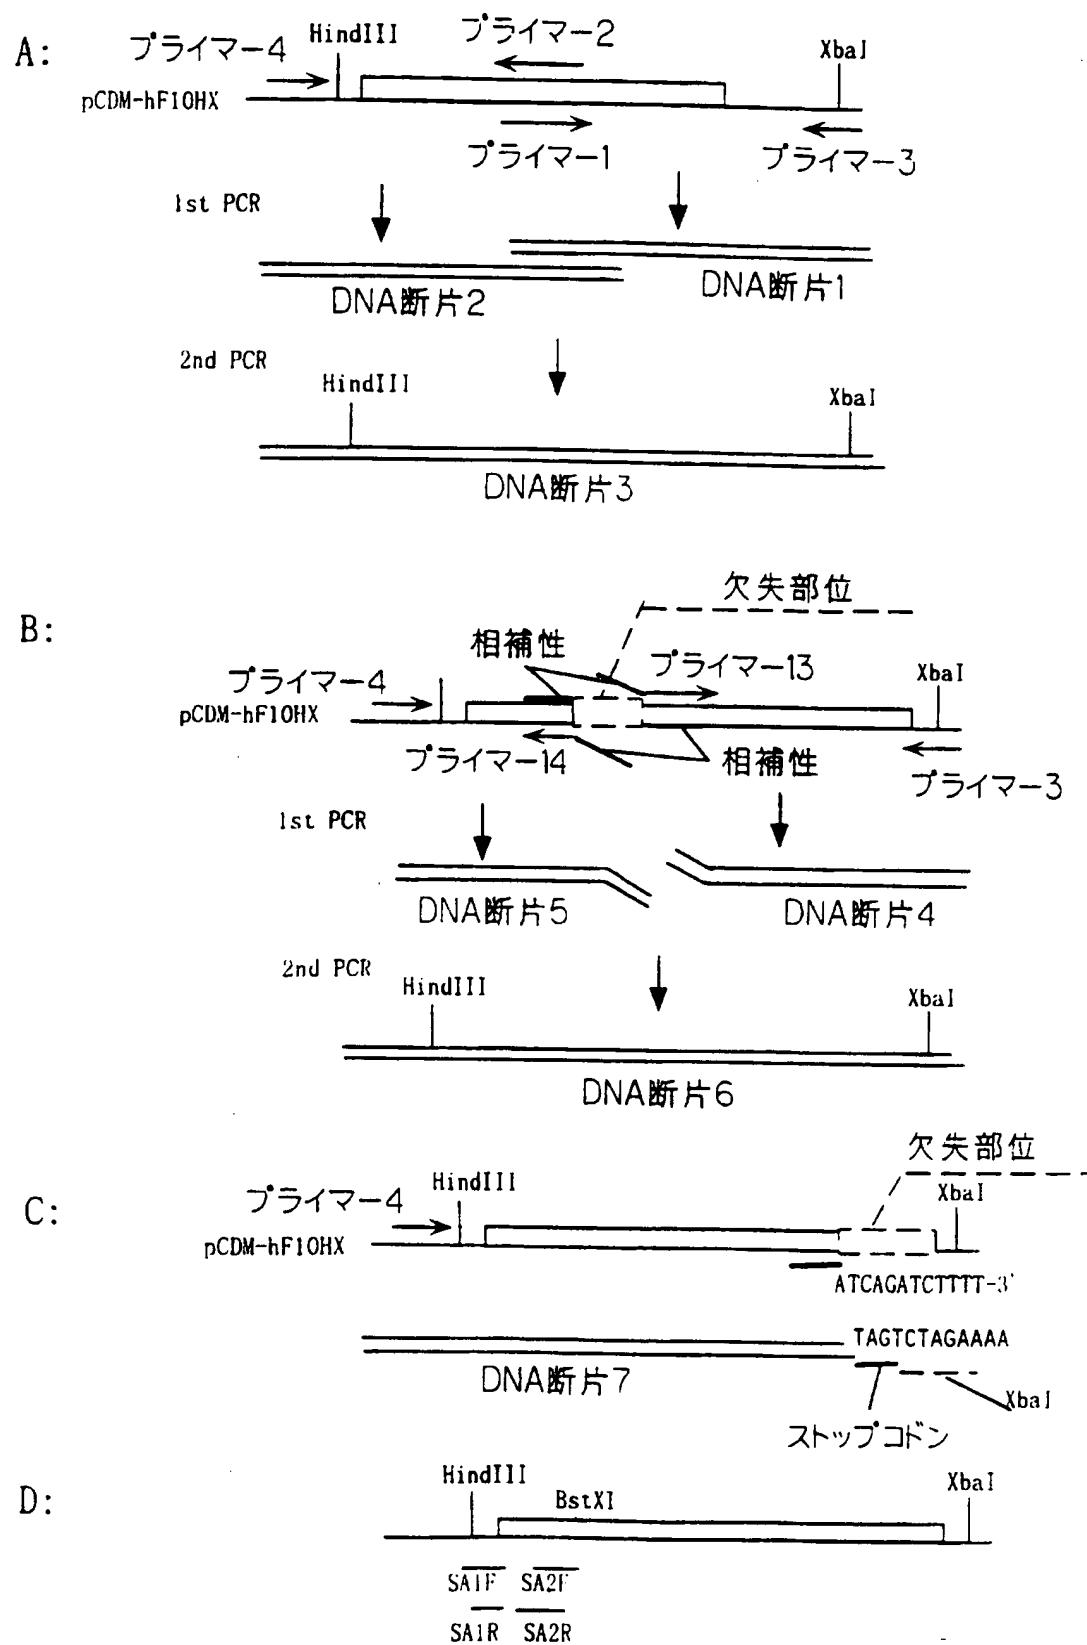 A:
プライマー4
HindIII
プライマー2
XbaI
pCDM-hF10HX
プライマー1
プライマー3
1st PCR
DNA断片2
DNA断片1
2nd PCR
HindIII
XbaI
DNA断片3
B:
欠失部位
相補性
プライマー13
プライマー4
XbaI
pCDM-hF10HX
プライマー14
相補性
プライマー3
1st PCR
DNA断片5
DNA断片4
2nd PCR
HindIII
XbaI
DNA断片6
C:
欠失部位
プライマー4
HindIII
XbaI
pCDM-hF10HX
ATCAGATCTTTT-3'
TAGTCTAGAAAA
DNA断片7
XbaI
ストップコドン
D:
HindIII
BstXI
XbaI
SA1F SA2F
SA1R SA2R